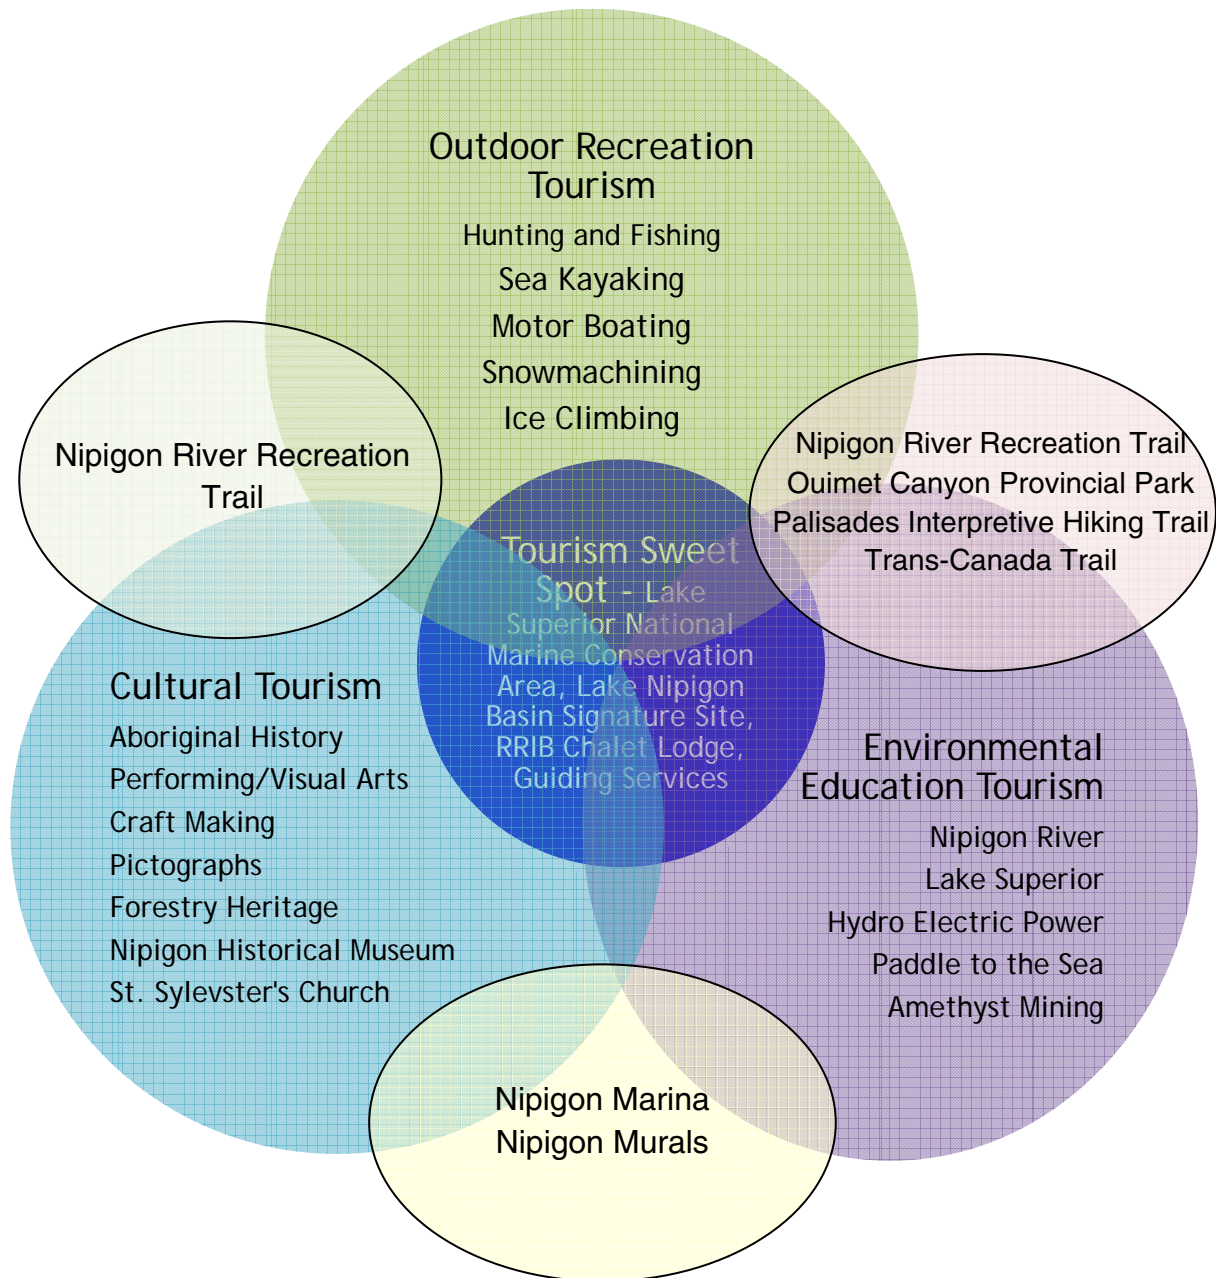 Outdoor Recreation
Tourism
Hunting and Fishing
Sea Kayaking
Motor Boating
Snowmachining
Ice Climbing
Nipigon River Recreation
Trail
Nipigon River Recreation Trail
Ouimet Canyon Provincial Park
Palisades Interpretive Hiking Trail
Trans-Canada Trail
Tourism Sweet
Spot - Lake
Superior National
Marine Conservation
Area, Lake Nipigon
Basin Signature Site,
RRIB Chalet Lodge,
Guiding Services
Cultural Tourism
Aboriginal History
Performing/Visual Arts
Craft Making
Pictographs
Forestry Heritage
Nipigon Historical Museum
St. Sylevster's Church
Environmental
Education Tourism
Nipigon River
Lake Superior
Hydro Electric Power
Paddle to the Sea
Amethyst Mining
Nipigon Marina
Nipigon Murals